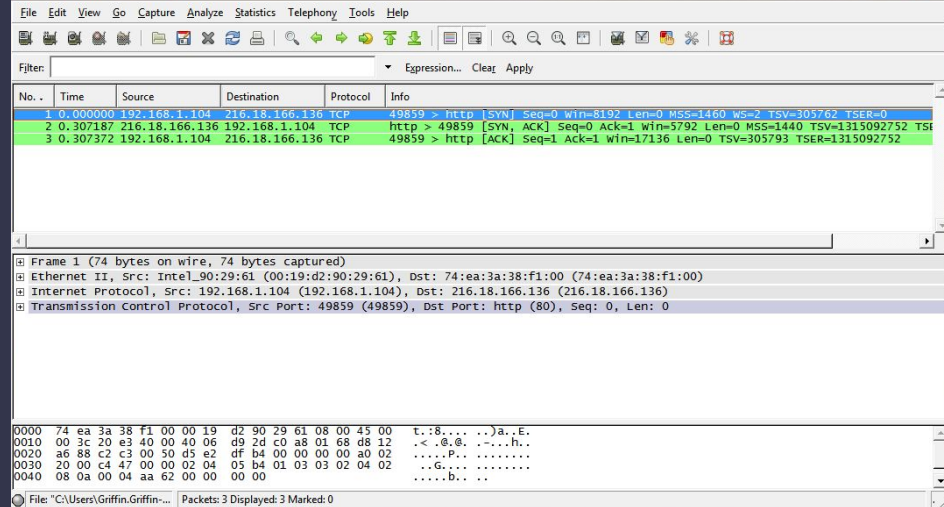 File Edit View Go Capture Analyze Statistics Telephony Tools Help
Filter: Expression... Clear Apply
No. . Time Source Destination Protocol Info
1 0.000000 192.168.1.104 216.18.166.136 TCP 49859 > http [SYN] Seq=0 Win=8192 Len=0 MSS=1460 WS=2 TSV=305762 TSER=0
2 0.307187 216.18.166.136 192.168.1.104 TCP http > 49859 [SYN, ACK] Seq=0 Ack=1 Win=5792 Len=0 MSS=1440 TSV=1315092752 TSE
3 0.307372 192.168.1.104 216.18.166.136 TCP 49859 > http [ACK] Seq=1 Ack=1 Win=17136 Len=0 TSV=305793 TSER=1315092752
Frame 1 (74 bytes on wire, 74 bytes captured)
Ethernet II, Src: Intel_90:29:61 (00:19:d2:90:29:61), Dst: 74:ea:3a:38:f1:00 (74:ea:3a:38:f1:00)
Internet Protocol, Src: 192.168.1.104 (192.168.1.104), Dst: 216.18.166.136 (216.18.166.136)
Transmission Control Protocol, Src Port: 49859 (49859), Dst Port: http (80), Seq: 0, Len: 0
0000 74 ea 3a 38 f1 00 00 19 d2 90 29 61 08 00 45 00 t.:8.... ..)a..E.
0010 00 3c 20 e3 40 00 40 06 d9 2d c0 a8 01 68 d8 12 .< .@.@. .-...h..
0020 a6 88 c2 c3 00 50 d5 e2 df b4 00 00 00 00 a0 02 .....P.. ........
0030 20 00 c4 47 00 00 02 04 05 b4 01 03 03 02 04 02 ..G.... ........
0040 08 0a 00 04 aa 62 00 00 00 00 .....b.. ..
File: "C:\Users\Griffin.Griffin-... Packets: 3 Displayed: 3 Marked: 0